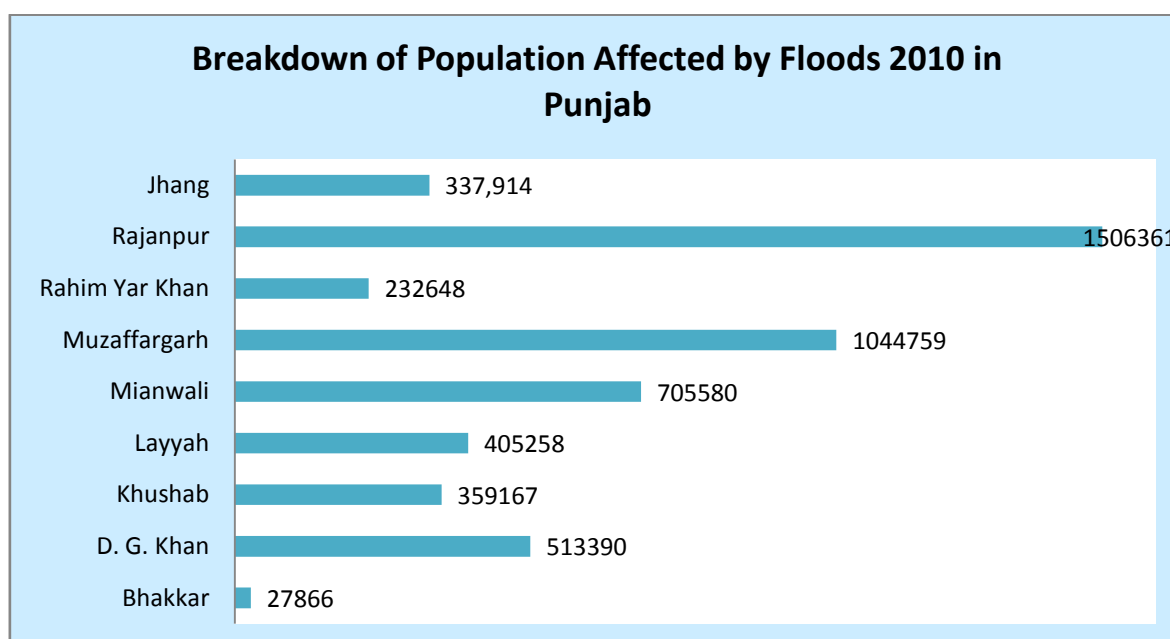 Breakdown of Population Affected by Floods 2010 in
Punjab
Jhang 337,914
Rajanpur 1506361
Rahim Yar Khan 232648
Muzaffargarh 1044759
Mianwali 705580
Layyah 405258
Khushab 359167
D. G. Khan 513390
Bhakkar 27866